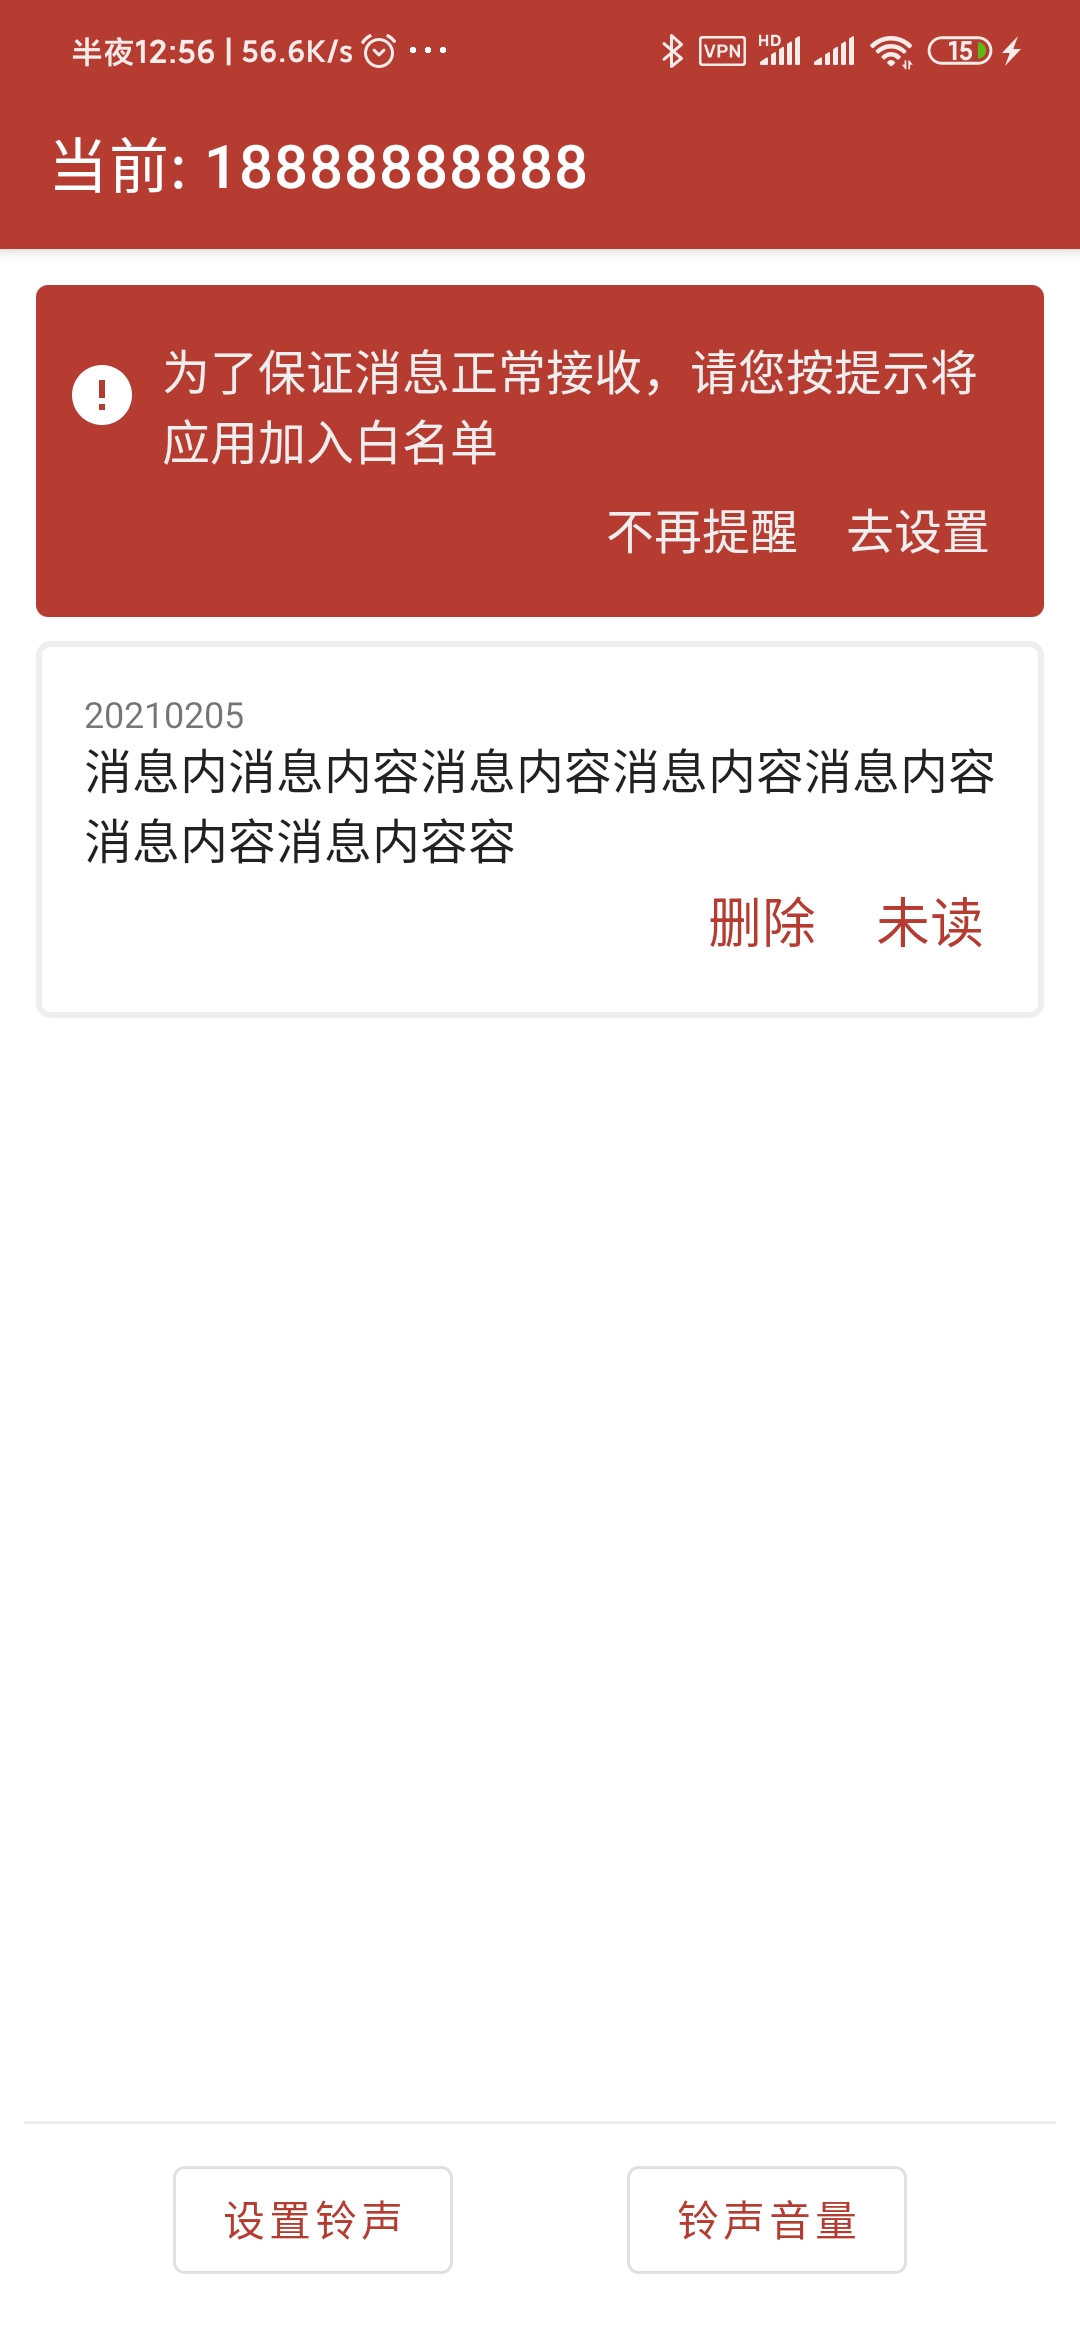 半夜12:56 | 56.6K/s ...
VPN HD 15
当前: 18888888888
为了保证消息正常接收，请您按提示将
应用加入白名单
不再提醒 去设置
20210205
消息内消息内容消息内容消息内容消息内容
消息内容消息内容容
删除 未读
设置铃声 铃声音量